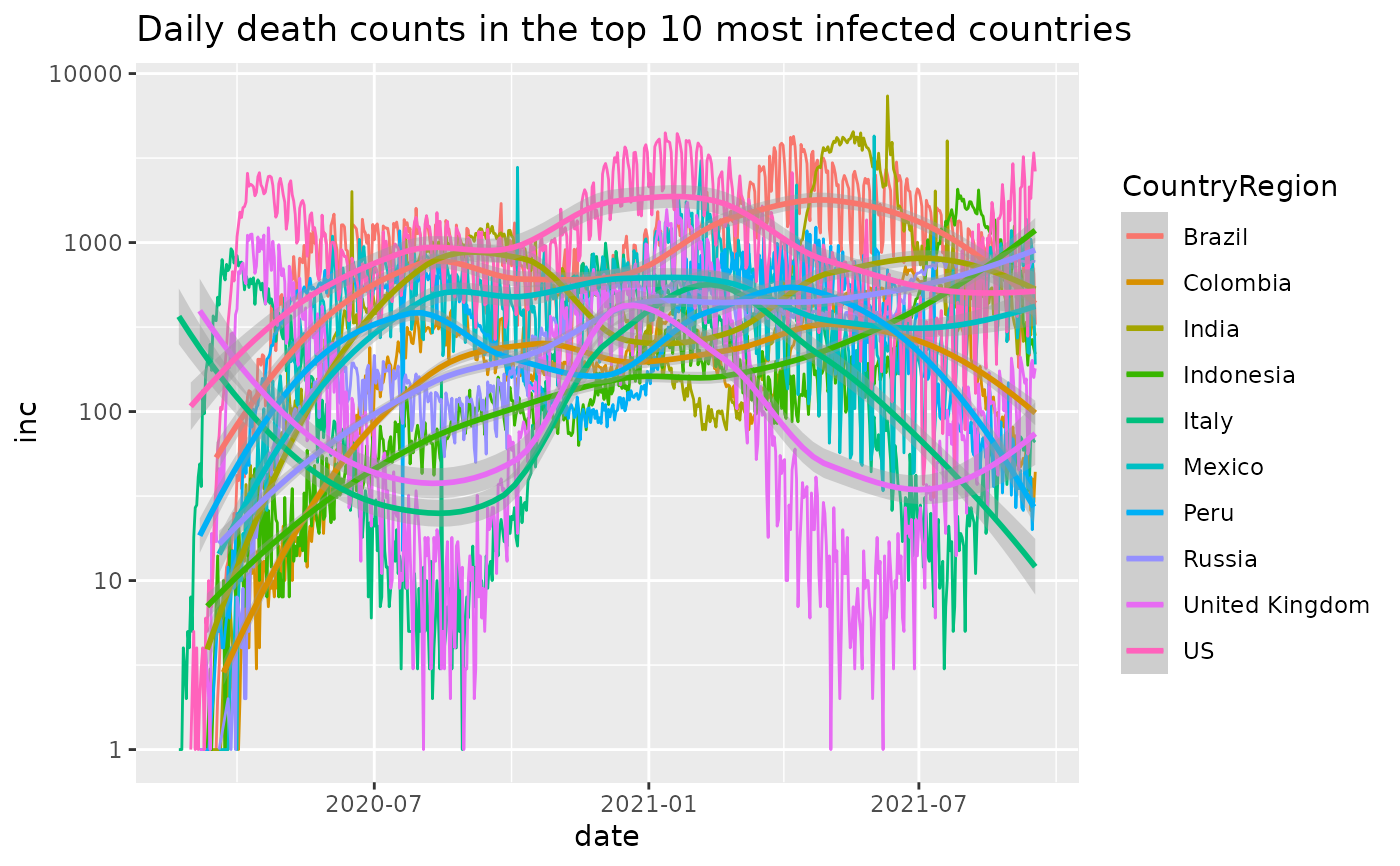 Daily death counts in the top 10 most infected countries
10000
1000
100
10
1
inc
2020-07
2021-01
2021-07
date
CountryRegion
Brazil
Colombia
India
Indonesia
Italy
Mexico
Peru
Russia
United Kingdom
US